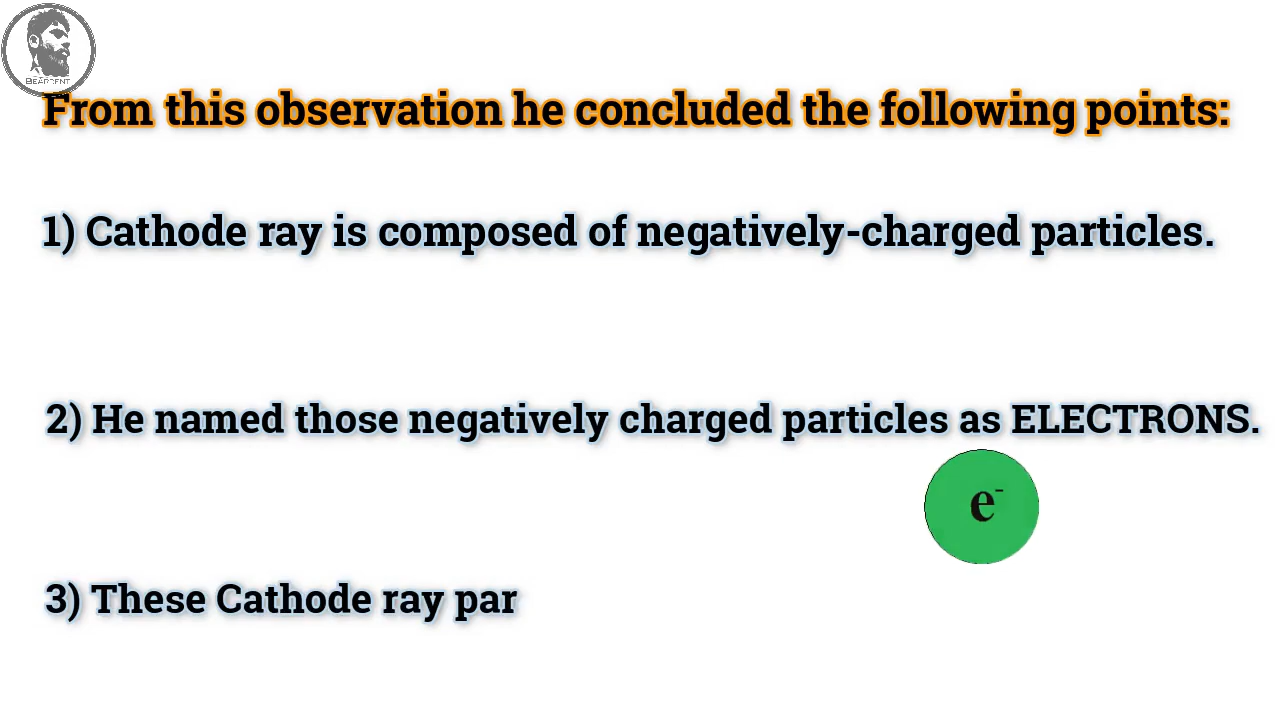 BEARDENT
From this observation he concluded the following points:
1) Cathode ray is composed of negatively-charged particles.
2) He named those negatively charged particles as ELECTRONS.
e-
3) These Cathode ray par